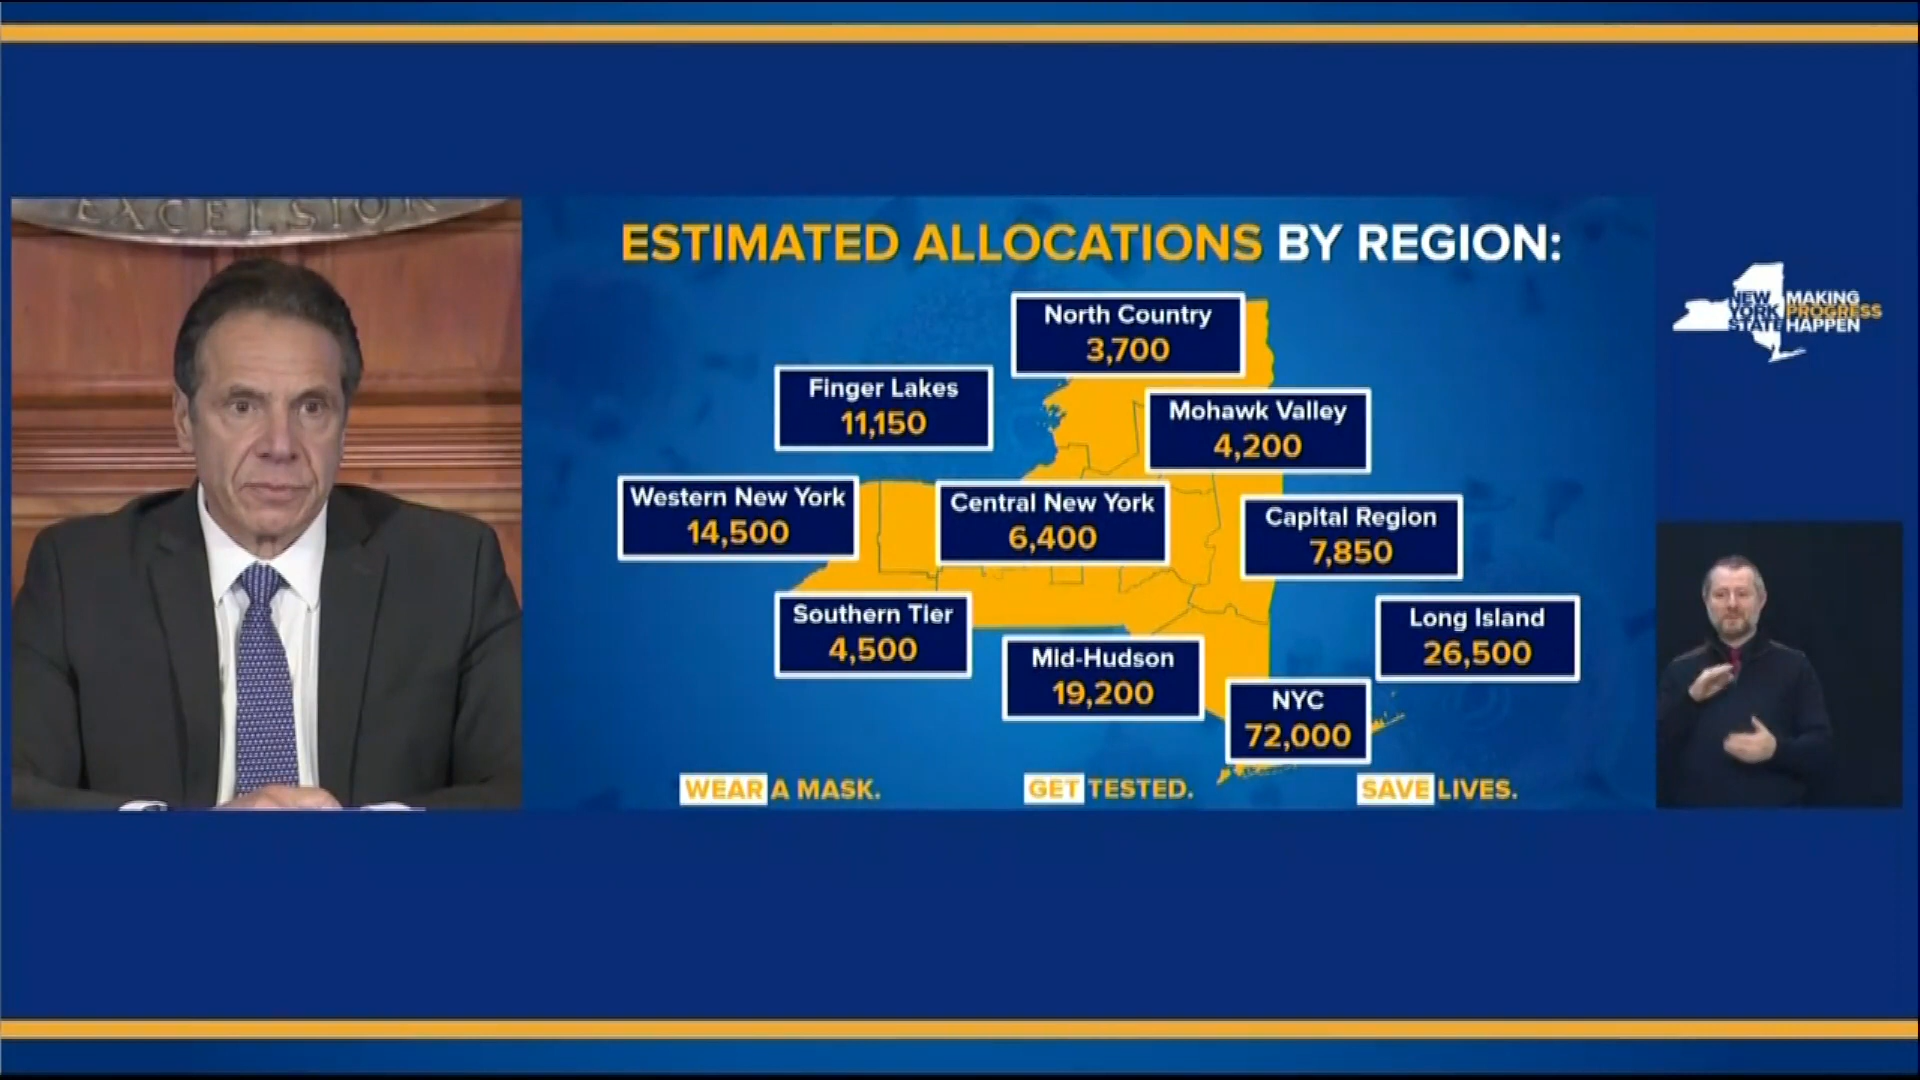 EXCELSIOR
ESTIMATED ALLOCATIONS BY REGION:
North Country
3,700
Finger Lakes
11,150
Mohawk Valley
4,200
Western New York
14,500
Central New York
6,400
Capital Region
7,850
Southern Tier
4,500
Long Island
26,500
Mid-Hudson
19,200
NYC
72,000
WEAR A MASK.
GET TESTED.
SAVE LIVES.
NEW YORK STATE
MAKING
PROGRESS
HAPPEN